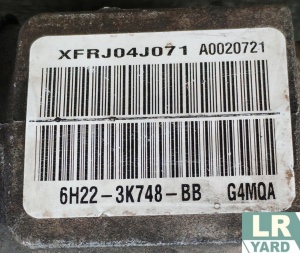 XFRJ04J071 A0020721
6H22-3K748-BB G4MQA
LR
YARD